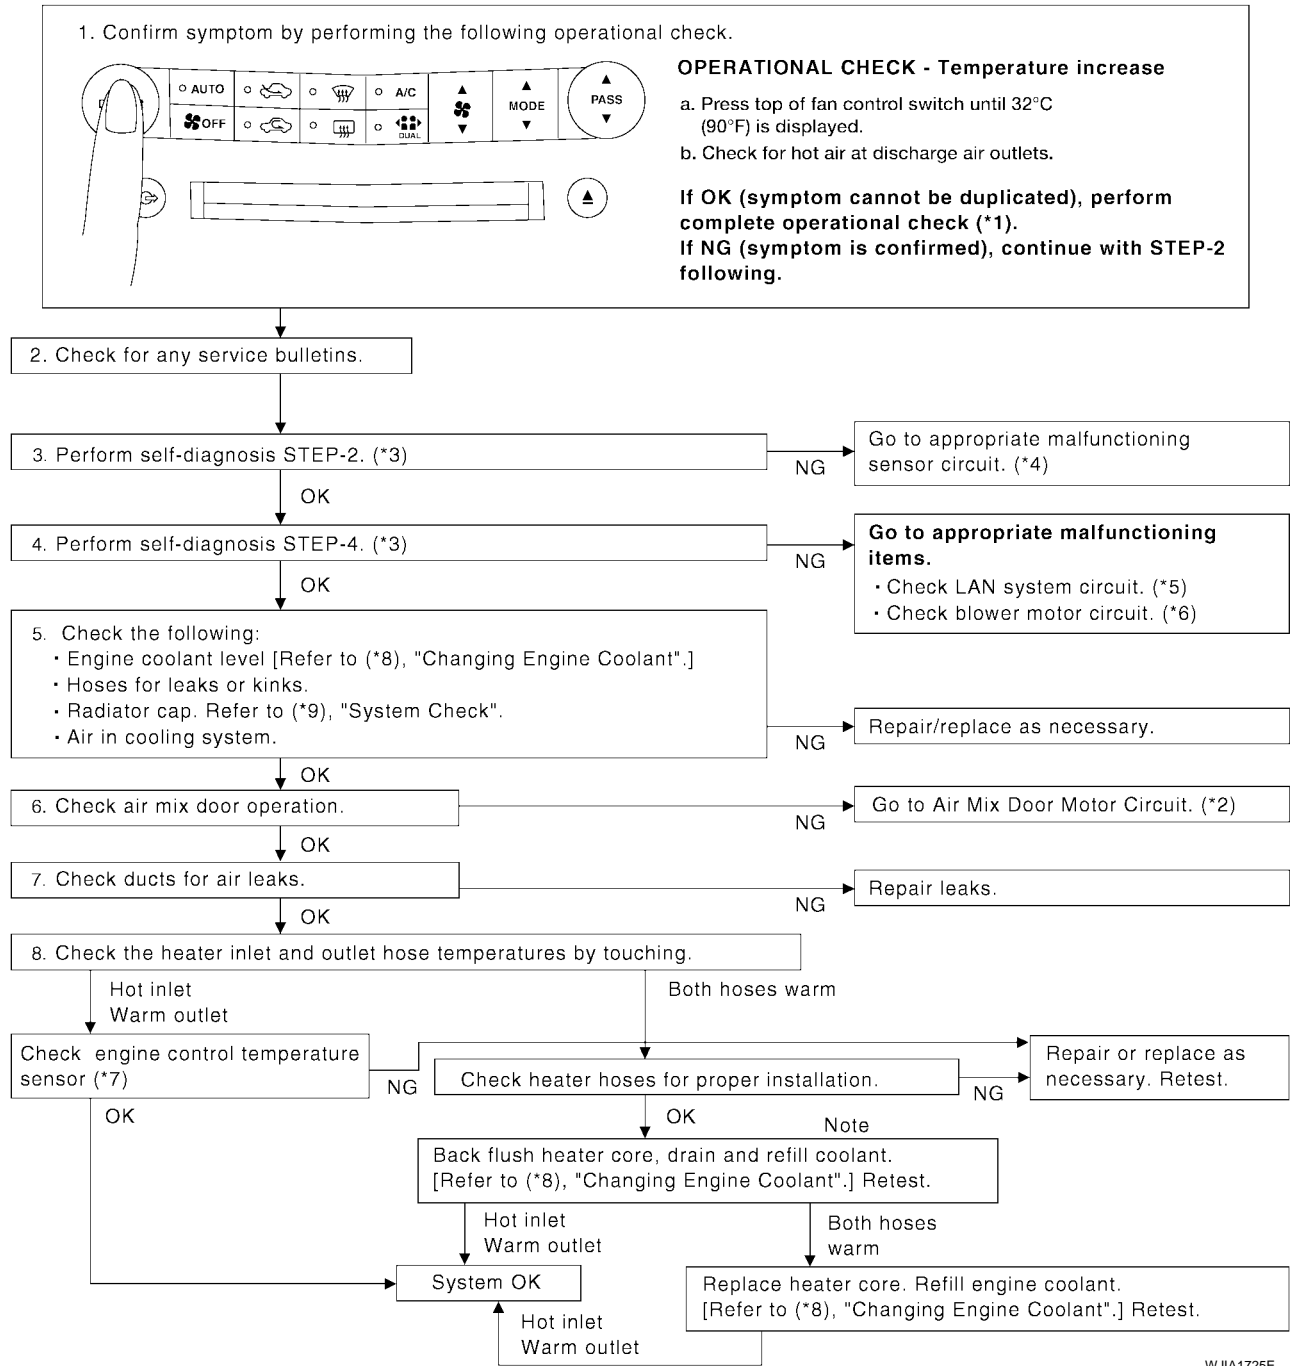 1. Confirm symptom by performing the following operational check.
AUTO
A/C
MODE
PASS
OFF
DUAL
OPERATIONAL CHECK - Temperature increase
a. Press top of fan control switch until 32°C
(90°F) is displayed.
b. Check for hot air at discharge air outlets.
If OK (symptom cannot be duplicated), perform
complete operational check (*1).
If NG (symptom is confirmed), continue with STEP-2
following.
2. Check for any service bulletins.
3. Perform self-diagnosis STEP-2. (*3)
NG
Go to appropriate malfunctioning
sensor circuit. (*4)
OK
4. Perform self-diagnosis STEP-4. (*3)
NG
Go to appropriate malfunctioning
items.
· Check LAN system circuit. (*5)
· Check blower motor circuit. (*6)
OK
5. Check the following:
· Engine coolant level [Refer to (*8), "Changing Engine Coolant".]
· Hoses for leaks or kinks.
· Radiator cap. Refer to (*9), "System Check".
· Air in cooling system.
NG
Repair/replace as necessary.
OK
6. Check air mix door operation.
NG
Go to Air Mix Door Motor Circuit. (*2)
OK
7. Check ducts for air leaks.
NG
Repair leaks.
OK
8. Check the heater inlet and outlet hose temperatures by touching.
Hot inlet
Warm outlet
Both hoses warm
Check engine control temperature
sensor (*7)
NG
Check heater hoses for proper installation.
NG
Repair or replace as
necessary. Retest.
OK
OK
Note
Back flush heater core, drain and refill coolant.
[Refer to (*8), "Changing Engine Coolant".] Retest.
Hot inlet
Warm outlet
Both hoses
warm
System OK
Replace heater core. Refill engine coolant.
[Refer to (*8), "Changing Engine Coolant".] Retest.
Hot inlet
Warm outlet
WJIA1725E